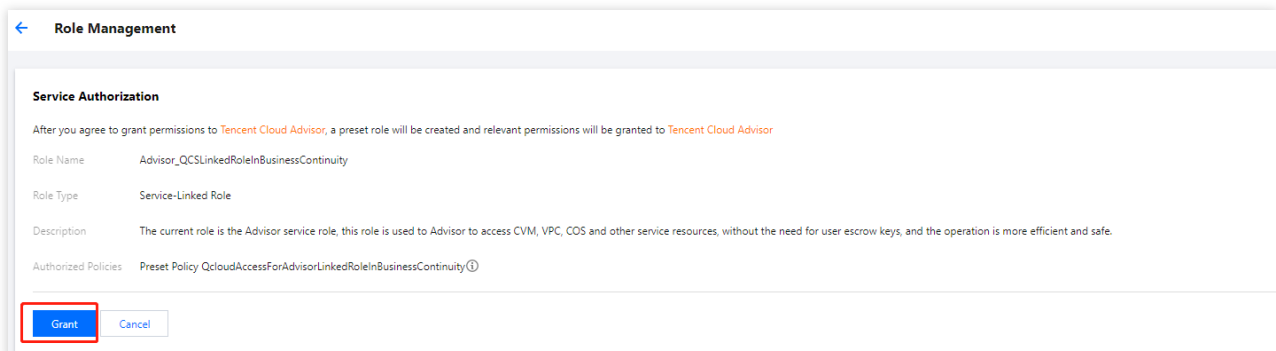 Role Management
Service Authorization
After you agree to grant permissions to Tencent Cloud Advisor, a preset role will be created and relevant permissions will be granted to Tencent Cloud Advisor
Role Name Advisor_QCSLinkedRoleInBusinessContinuity
Role Type Service-Linked Role
Description The current role is the Advisor service role, this role is used to Advisor to access CVM, VPC, COS and other service resources, without the need for user escrow keys, and the operation is more efficient and safe.
Authorized Policies Preset Policy QcloudAccessForAdvisorLinkedRoleInBusinessContinuity
Grant Cancel